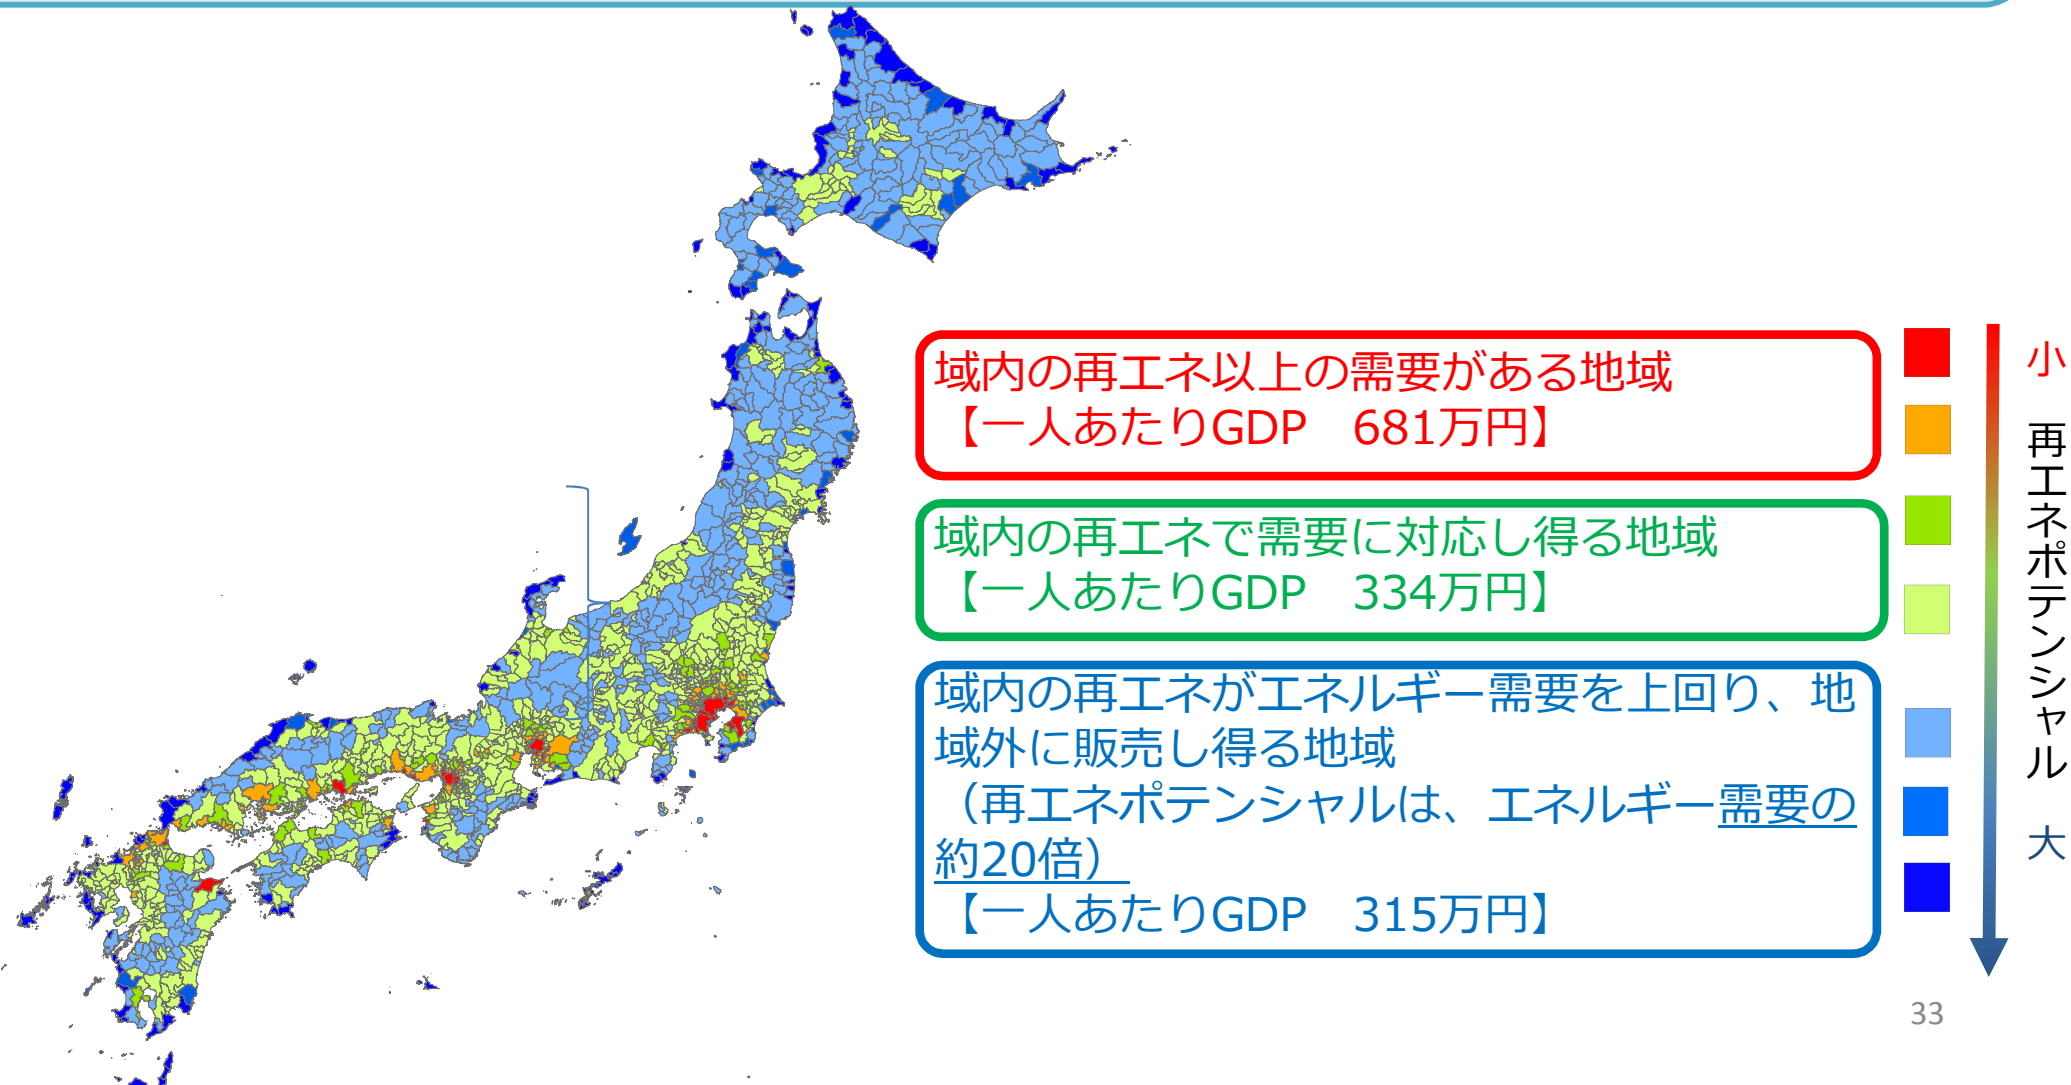 域内の再エネ以上の需要がある地域
【一人あたりGDP　681万円】
域内の再エネで需要に対応し得る地域
【一人あたりGDP　334万円】
域内の再エネがエネルギー需要を上回り、地
域外に販売し得る地域
（再エネポテンシャルは、エネルギー需要の
約20倍）
【一人あたりGDP　315万円】
小　再エネポテンシャル　大
33